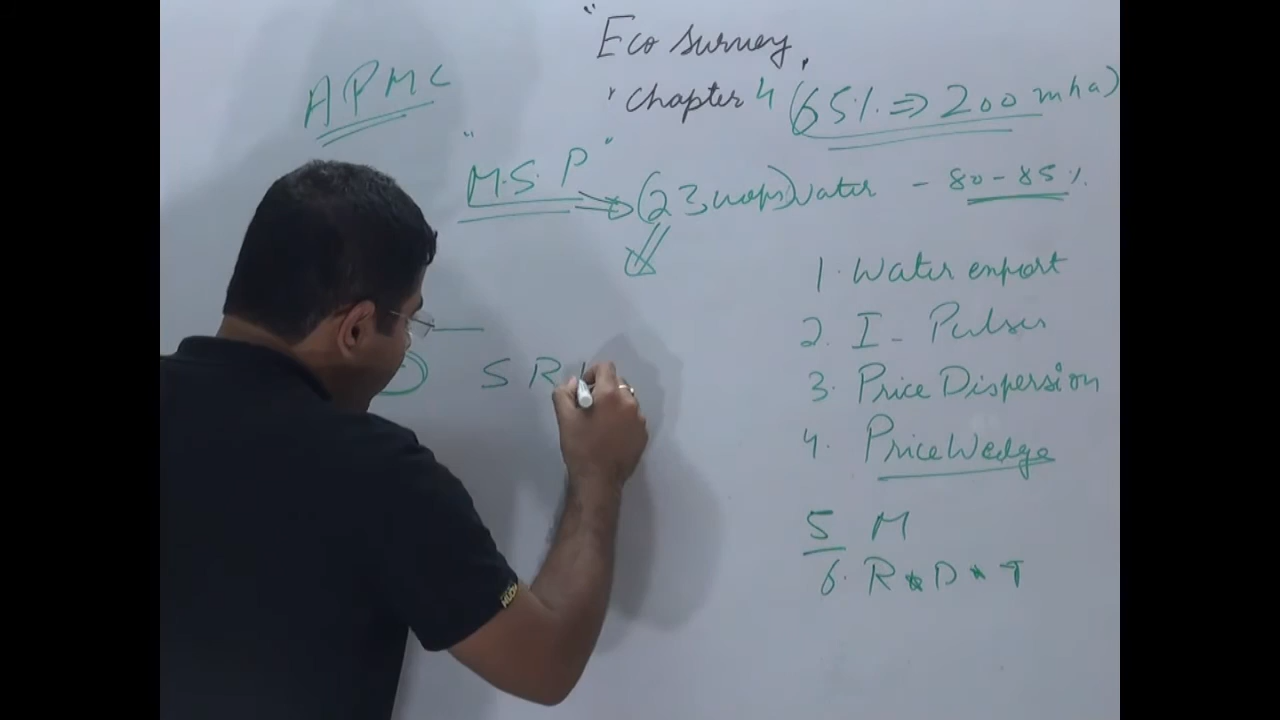 " Eco Survey,
APMC
' Chapter 4 (65% => 200 mha)
"M.S.P" (23 crops) water - 80-85%
1. Water export
2. I - Pulses
3. Price Dispersion
4. Price Wedge
S R
5 M
6. R * D * T